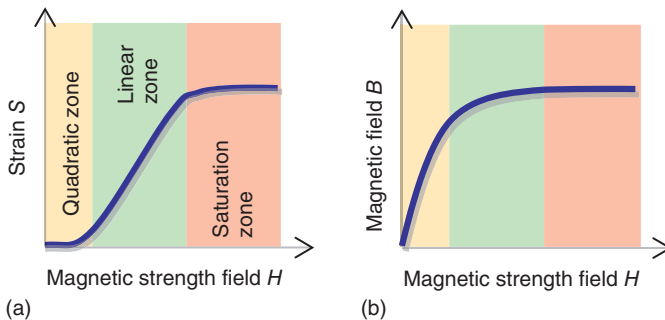 Strain S
Quadratic zone
Linear
zone
Saturation
zone
Magnetic strength field H
(a)
Magnetic field B
Magnetic strength field H
(b)